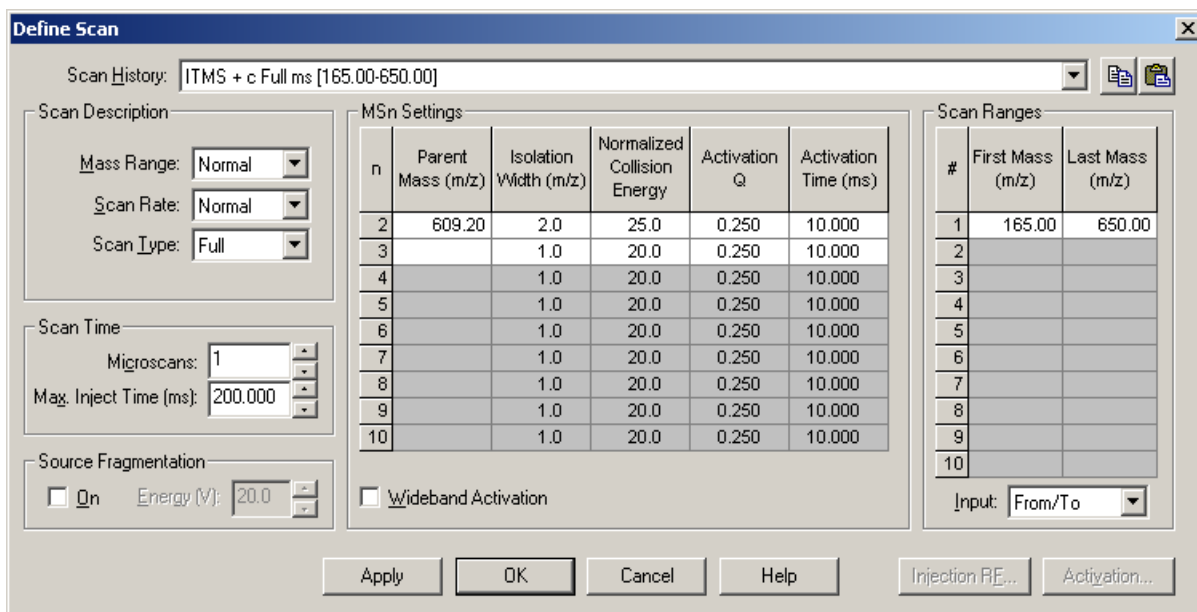 Define Scan
Scan History: ITMS + c Full ms [165.00-650.00]
Scan Description
Mass Range: Normal
Scan Rate: Normal
Scan Type: Full
Scan Time
Microscans: 1
Max. Inject Time (ms): 200.000
Source Fragmentation
On Energy (V): 20.0
MSn Settings
n Parent Mass (m/z) Isolation Width (m/z) Normalized Collision Energy Activation Q Activation Time (ms)
2 609.20 2.0 25.0 0.250 10.000
3 1.0 20.0 0.250 10.000
4 1.0 20.0 0.250 10.000
5 1.0 20.0 0.250 10.000
6 1.0 20.0 0.250 10.000
7 1.0 20.0 0.250 10.000
8 1.0 20.0 0.250 10.000
9 1.0 20.0 0.250 10.000
10 1.0 20.0 0.250 10.000
Wideband Activation
Scan Ranges
# First Mass (m/z) Last Mass (m/z)
1 165.00 650.00
2
3
4
5
6
7
8
9
10
Input: From/To
Apply OK Cancel Help Injection RF... Activation...